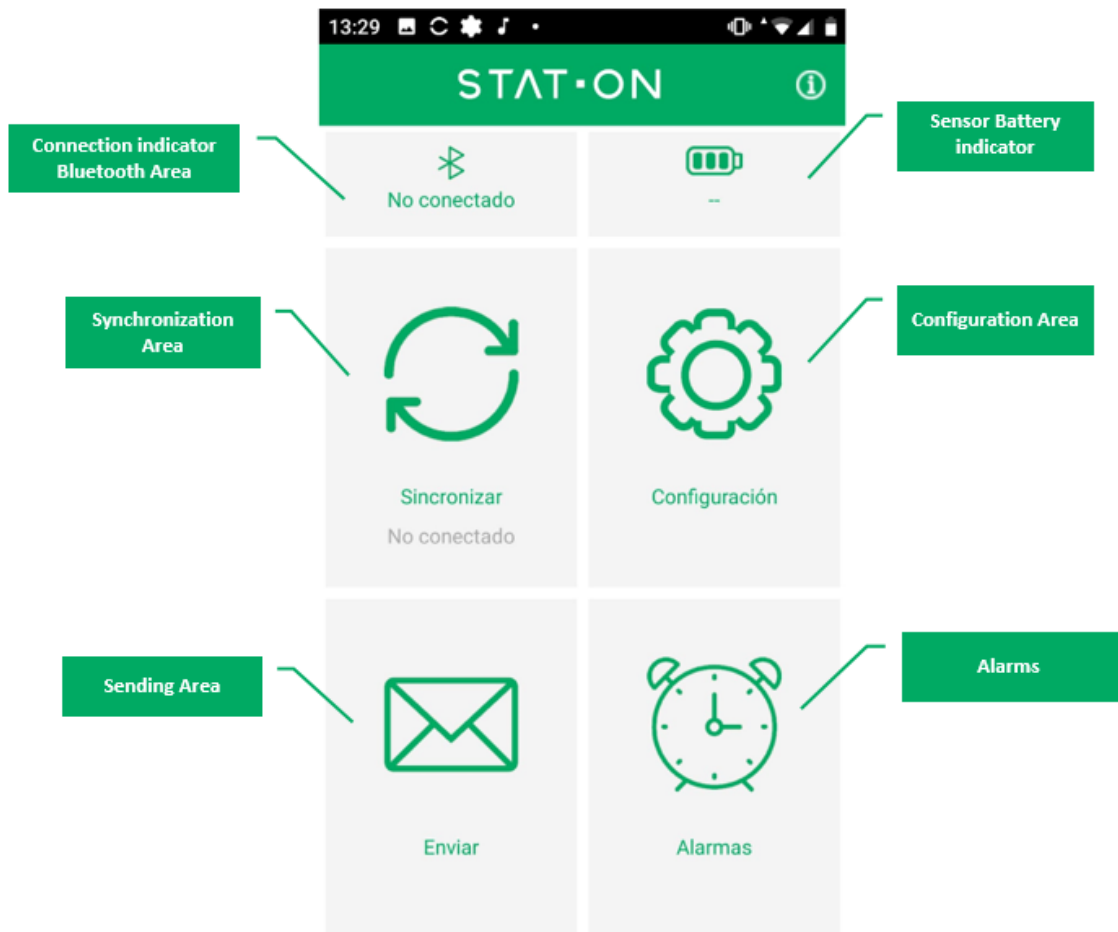 13:29
STAT·ON
Connection indicator
Bluetooth Area
Sensor Battery
indicator
No conectado
--
Synchronization
Area
Configuration Area
Sincronizar
No conectado
Configuración
Sending Area
Alarms
Enviar
Alarmas